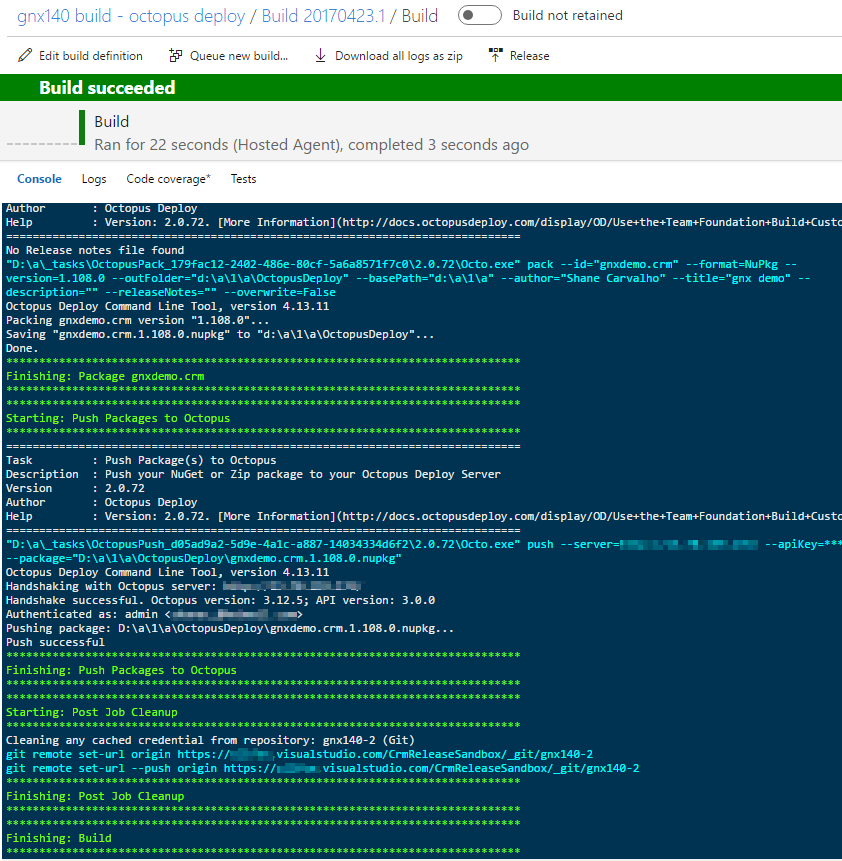 gnx140 build - octopus deploy / Build 20170423.1 / Build Build not retained
Edit build definition Queue new build... Download all logs as zip Release
Build succeeded
Build
Ran for 22 seconds (Hosted Agent), completed 3 seconds ago
Console Logs Code coverage* Tests
Author : Octopus Deploy
Help : Version: 2.0.72. [More Information](http://docs.octopusdeploy.com/display/OD/Use+the+Team+Foundation+Build+Custo
==============================================================================
No Release notes file found
"D:\a\_tasks\OctopusPack_179fac12-2402-486e-80cf-5a6a8571f7c0\2.0.72\Octo.exe" pack --id="gnxdemo.crm" --format=NuPkg --
version=1.108.0 --outFolder="d:\a\1\a\OctopusDeploy" --basePath="d:\a\1\a" --author="Shane Carvalho" --title="gnx demo" --
description="" --releaseNotes="" --overwrite=False
Octopus Deploy Command Line Tool, version 4.13.11
Packing gnxdemo.crm version "1.108.0"...
Saving "gnxdemo.crm.1.108.0.nupkg" to "d:\a\1\a\OctopusDeploy"...
Done.
******************************************************************************
Finishing: Package gnxdemo.crm
******************************************************************************
******************************************************************************
Starting: Push Packages to Octopus
******************************************************************************
==============================================================================
Task : Push Package(s) to Octopus
Description : Push your NuGet or Zip package to your Octopus Deploy Server
Version : 2.0.72
Author : Octopus Deploy
Help : Version: 2.0.72. [More Information](http://docs.octopusdeploy.com/display/OD/Use+the+Team+Foundation+Build+Custo
==============================================================================
"D:\a\_tasks\OctopusPush_d05ad9a2-5d9e-4a1c-a887-14034334d6f2\2.0.72\Octo.exe" push --server= --apiKey=***
--package="D:\a\1\a\OctopusDeploy\gnxdemo.crm.1.108.0.nupkg"
Octopus Deploy Command Line Tool, version 4.13.11
Handshaking with Octopus server:
Handshake successful. Octopus version: 3.12.5; API version: 3.0.0
Authenticated as: admin < >
Pushing package: D:\a\1\a\OctopusDeploy\gnxdemo.crm.1.108.0.nupkg...
Push successful
******************************************************************************
Finishing: Push Packages to Octopus
******************************************************************************
******************************************************************************
Starting: Post Job Cleanup
******************************************************************************
Cleaning any cached credential from repository: gnx140-2 (Git)
git remote set-url origin https:// .visualstudio.com/CrmReleaseSandbox/_git/gnx140-2
git remote set-url --push origin https:// .visualstudio.com/CrmReleaseSandbox/_git/gnx140-2
******************************************************************************
Finishing: Post Job Cleanup
******************************************************************************
******************************************************************************
Finishing: Build
******************************************************************************